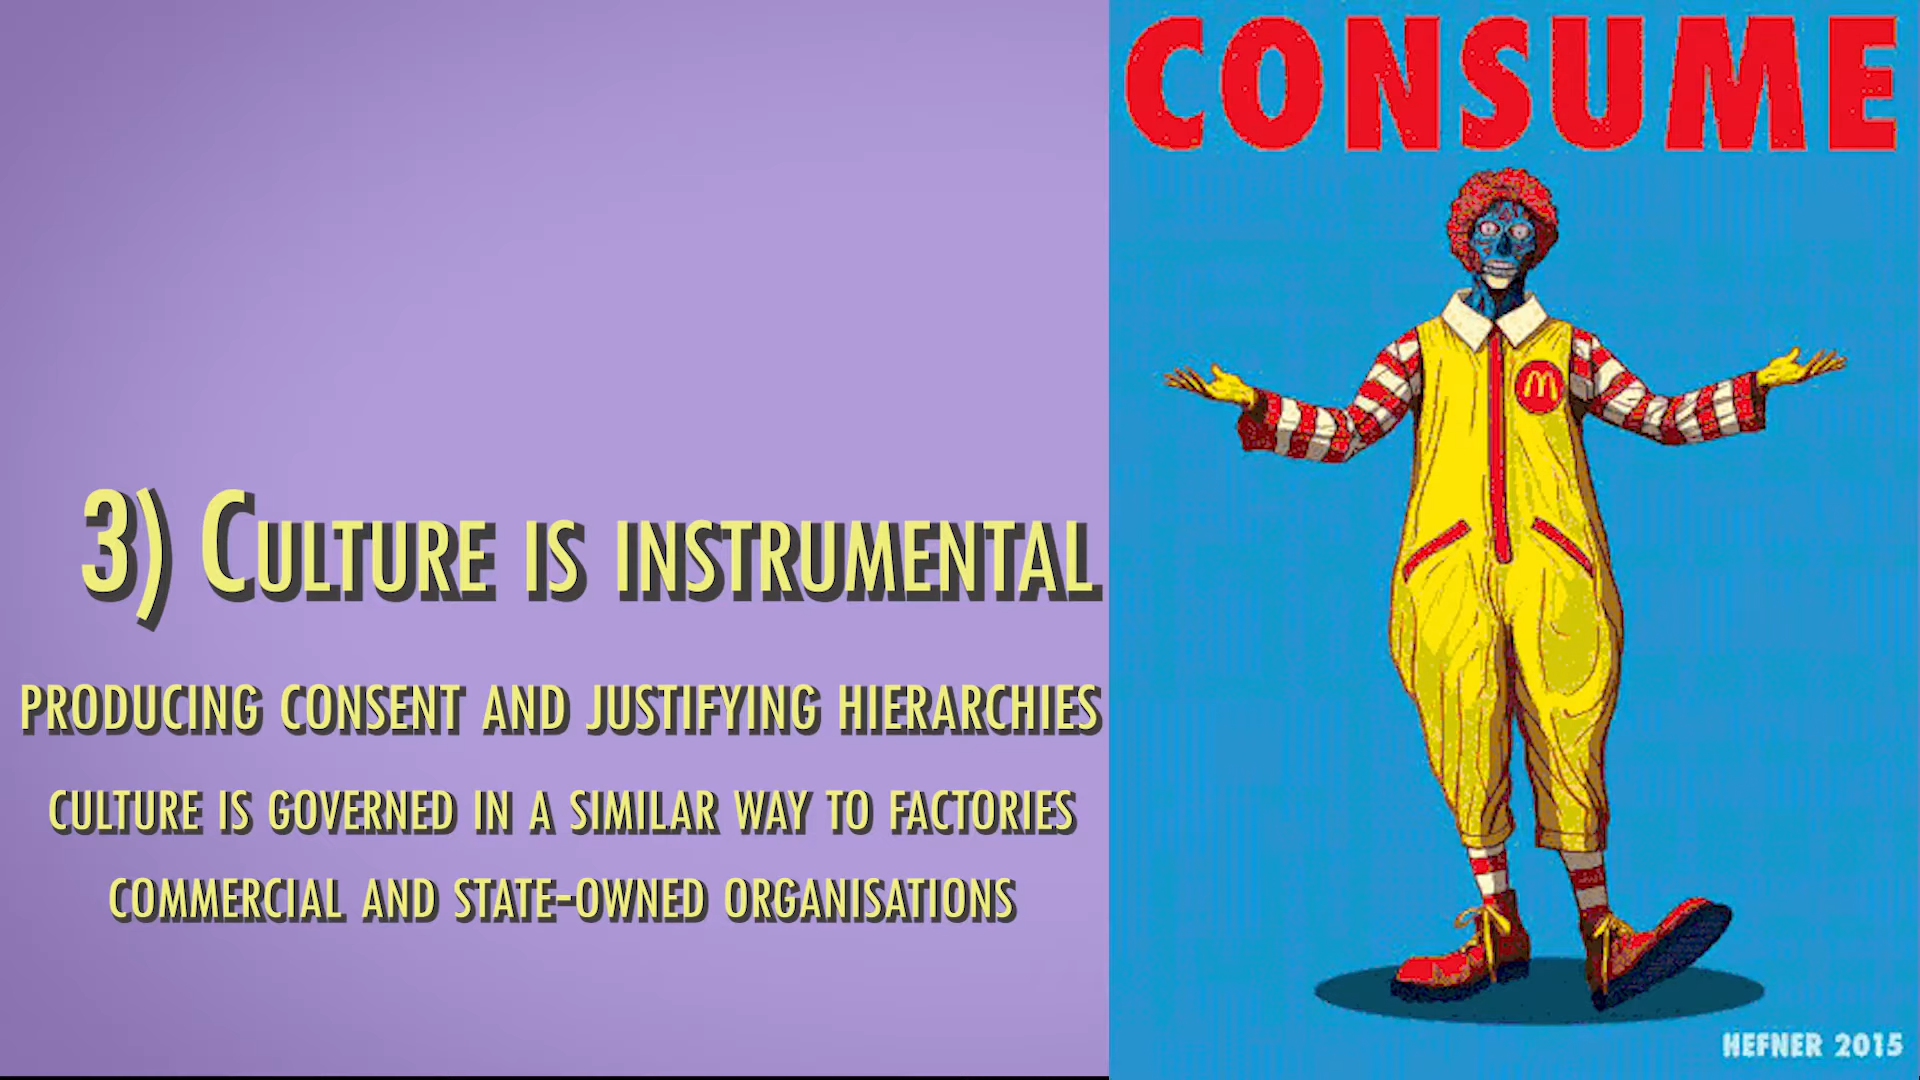 3) Culture is instrumental
producing consent and justifying hierarchies
culture is governed in a similar way to factories
commercial and state-owned organisations
CONSUME
M
HEFNER 2015